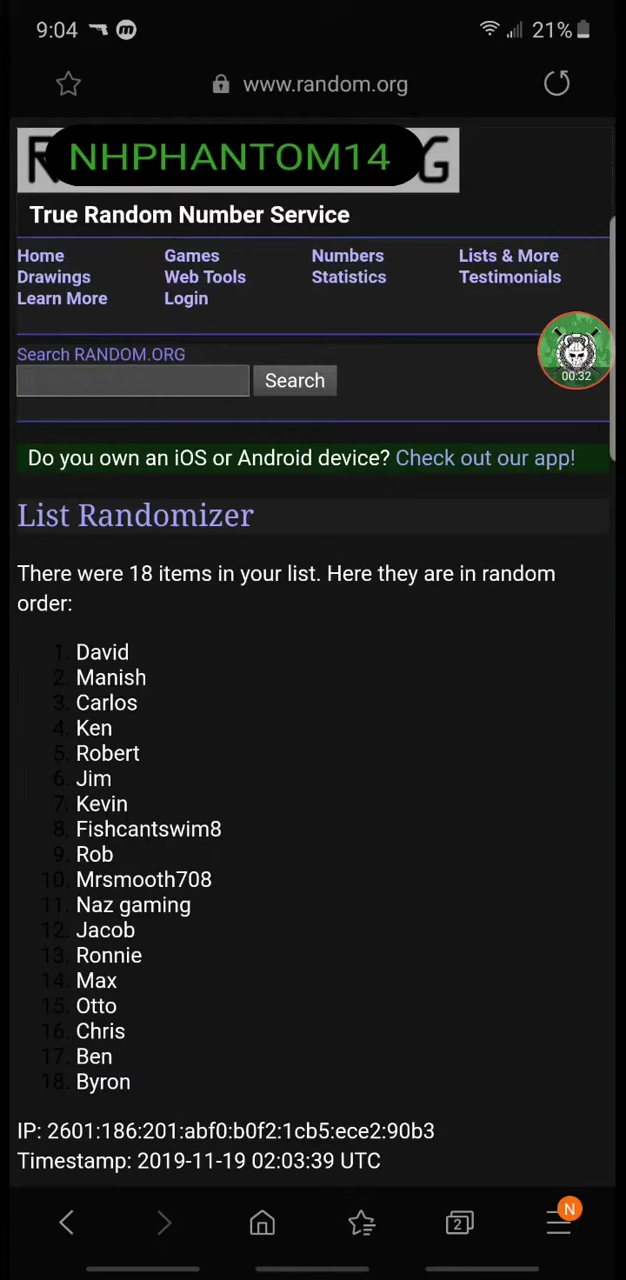 9:04 21%
www.random.org
R NHPHANTOM14 G
True Random Number Service
Home Games Numbers Lists & More
Drawings Web Tools Statistics Testimonials
Learn More Login
Search RANDOM.ORG
Search
00:32
Do you own an iOS or Android device? Check out our app!
List Randomizer
There were 18 items in your list. Here they are in random
order:
1. David
2. Manish
3. Carlos
4. Ken
5. Robert
6. Jim
7. Kevin
8. Fishcantswim8
9. Rob
10. Mrsmooth708
11. Naz gaming
12. Jacob
13. Ronnie
14. Max
15. Otto
16. Chris
17. Ben
18. Byron
IP: 2601:186:201:abf0:b0f2:1cb5:ece2:90b3
Timestamp: 2019-11-19 02:03:39 UTC
2 N